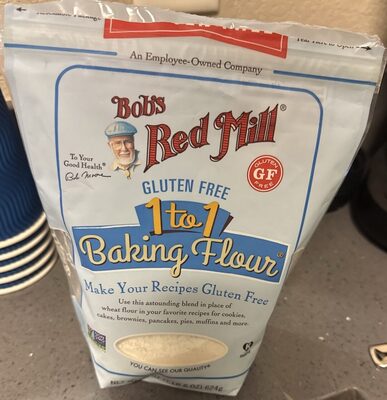 An Employee-Owned Company
Bob's
Red Mill®
To Your
Good Health®
Bob Moore
GLUTEN FREE
GF
GLUTEN FREE
1 to 1
Baking Flour
Make Your Recipes Gluten Free
Use this astounding blend in place of
wheat flour in your favorite recipes for cookies,
cakes, brownies, pancakes, pies, muffins and more.
YOU CAN SEE OUR QUALITY®